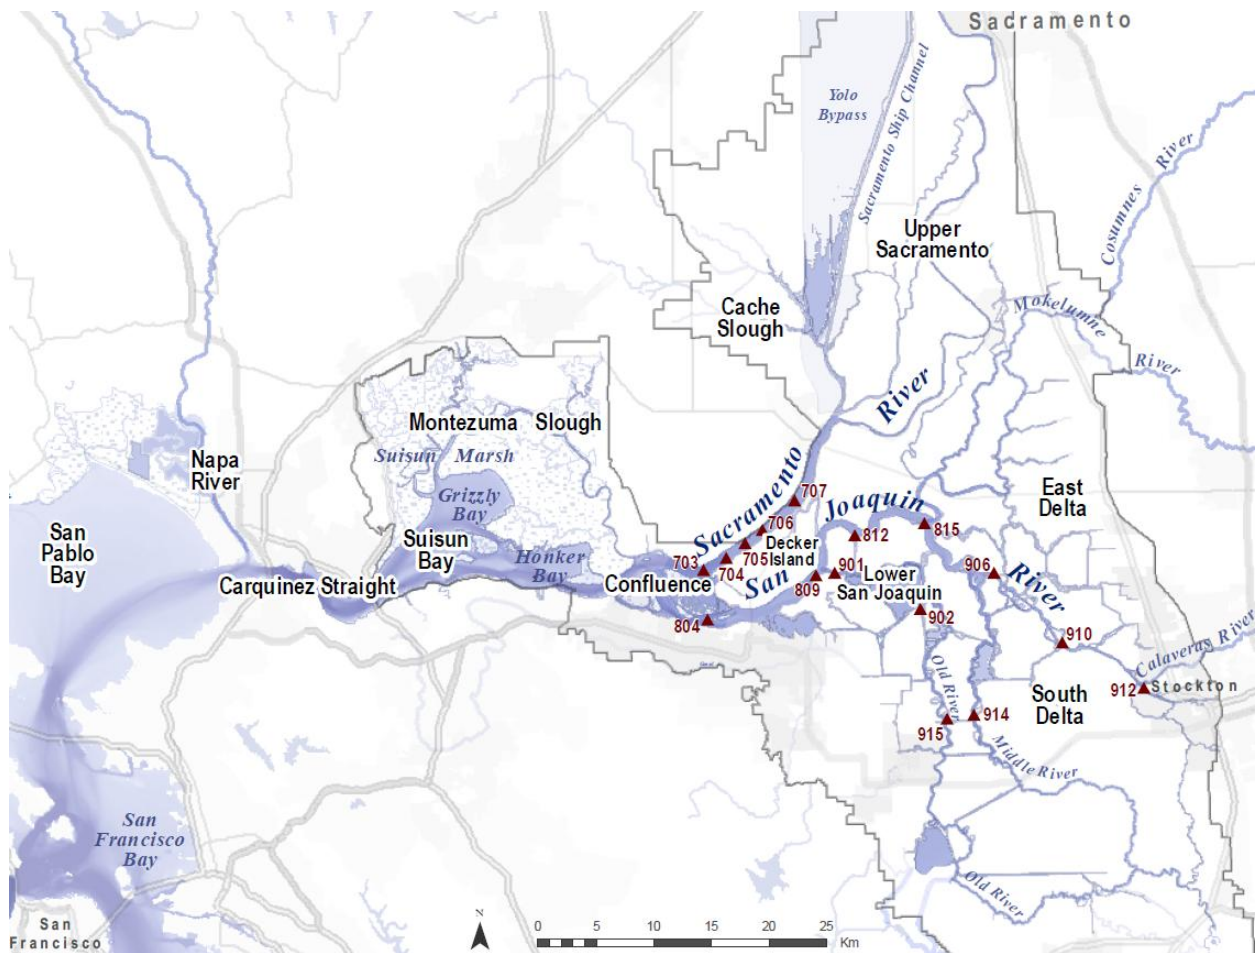 Sacramento
Yolo
Bypass
Sacramento Ship Channel
Cosumnes River
Upper
Sacramento
Mokelumne
River
Cache
Slough
River
Montezuma Slough
Suisun Marsh
Napa
River
Grizzly
Bay
Sacramento
707
Joaquin
East
Delta
San
Pablo
Bay
Suisun
Bay
Honker
Bay
706
815
812
705
Decker
Island
703
704
Carquinez Straight
Confluence
San
809
901
Lower
San Joaquin
906
River
804
902
910
Calaveras River
Old River
912
Stockton
South
Delta
914
915
Middle River
San
Francisco
Bay
Old River
San
Francisco
N
0 5 10 15 20 25
Km